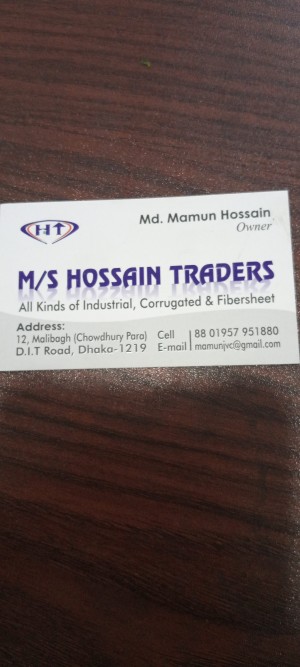 HT
Md. Mamun Hossain
Owner
M/S HOSSAIN TRADERS
All Kinds of Industrial, Corrugated & Fibersheet
Address:
12, Malibagh (Chowdhury Para) Cell 88 01957 951880
D.I.T Road, Dhaka-1219 E-mail mamunjvc@gmail.com